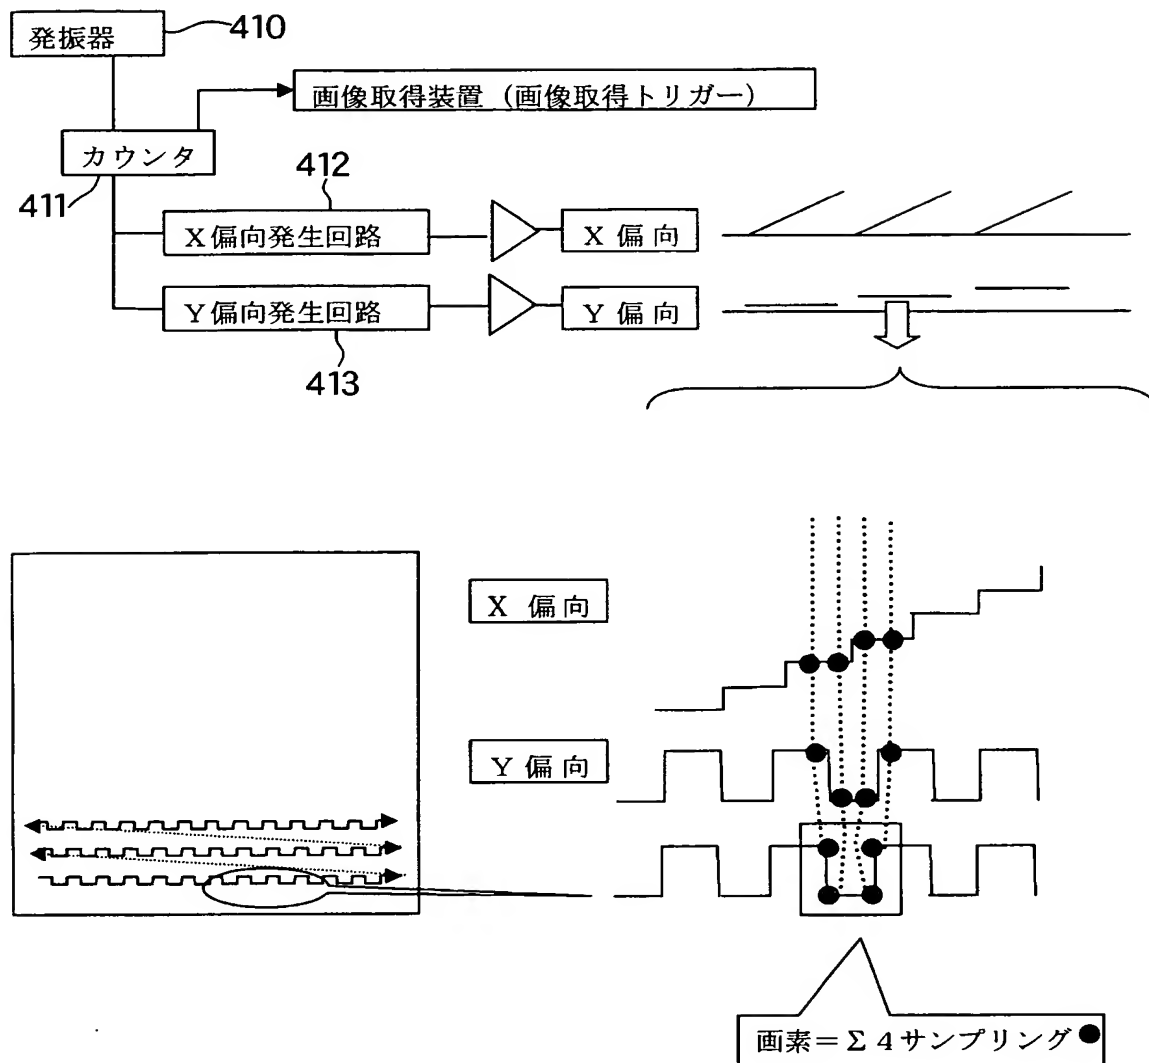 発振器
410
画像取得装置（画像取得トリガー）
カウンタ
411
412
X偏向発生回路
X 偏向
Y偏向発生回路
Y 偏向
413
X 偏向
Y 偏向
画素＝Σ４サンプリング●